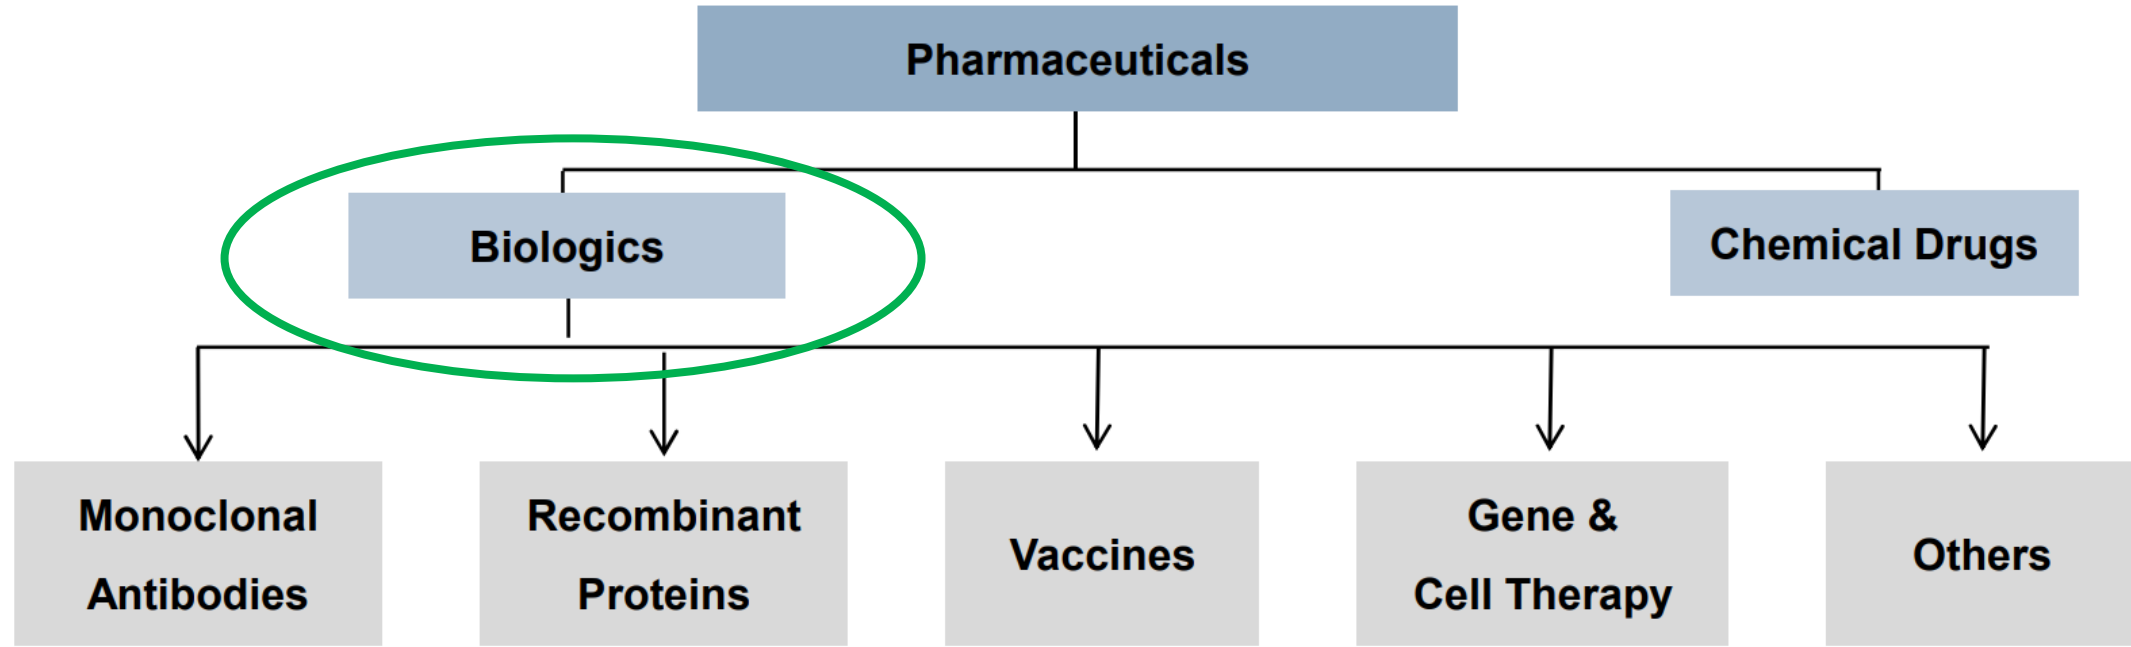 Pharmaceuticals
Biologics
Chemical Drugs
Monoclonal
Antibodies
Recombinant
Proteins
Vaccines
Gene &
Cell Therapy
Others